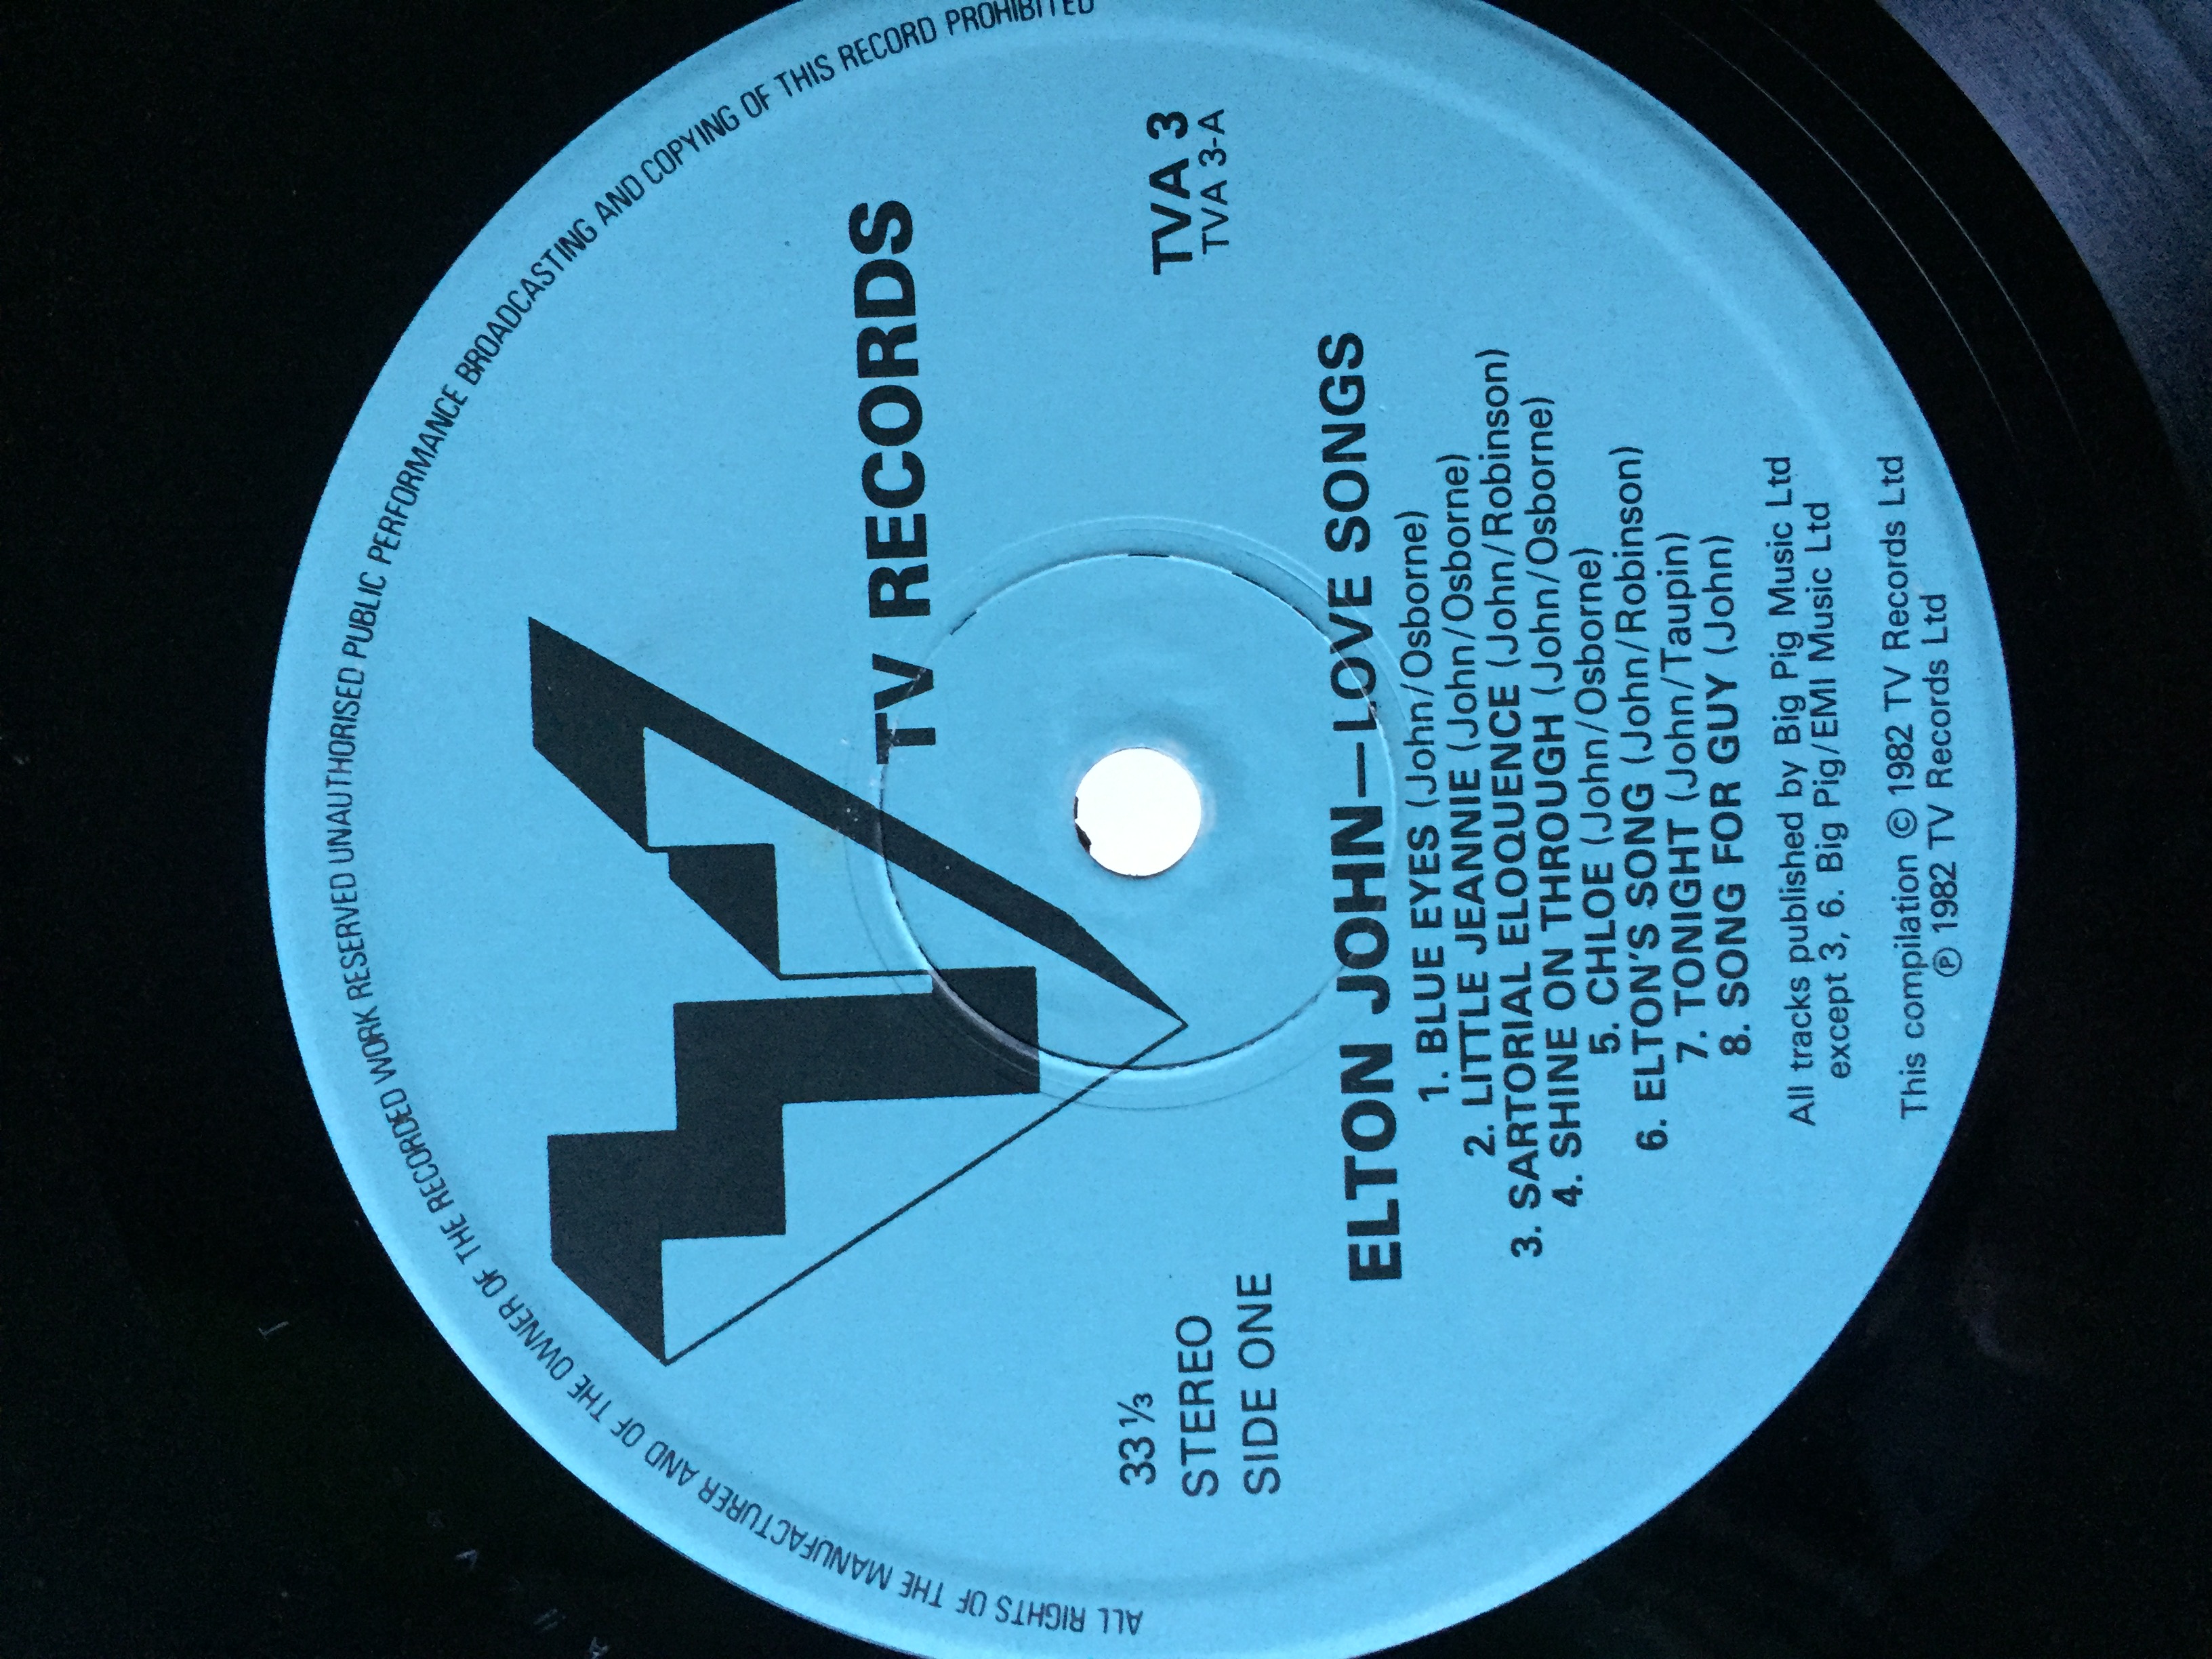 ALL RIGHTS OF THE MANUFACTURER AND OF THE OWNER OF THE RECORDED WORK RESERVED UNAUTHORISED PUBLIC PERFORMANCE BROADCASTING AND COPYING OF THIS RECORD PROHIBITED
TV RECORDS
33⅓
STEREO
SIDE ONE
TVA 3
TVA 3-A
ELTON JOHN—LOVE SONGS
1. BLUE EYES (John/Osborne)
2. LITTLE JEANNIE (John/Osborne)
3. SARTORIAL ELOQUENCE (John/Robinson)
4. SHINE ON THROUGH (John/Osborne)
5. CHLOE (John/Osborne)
6. ELTON'S SONG (John/Robinson)
7. TONIGHT (John/Taupin)
8. SONG FOR GUY (John)
All tracks published by Big Pig Music Ltd
except 3, 6. Big Pig/EMI Music Ltd
This compilation © 1982 TV Records Ltd
℗ 1982 TV Records Ltd